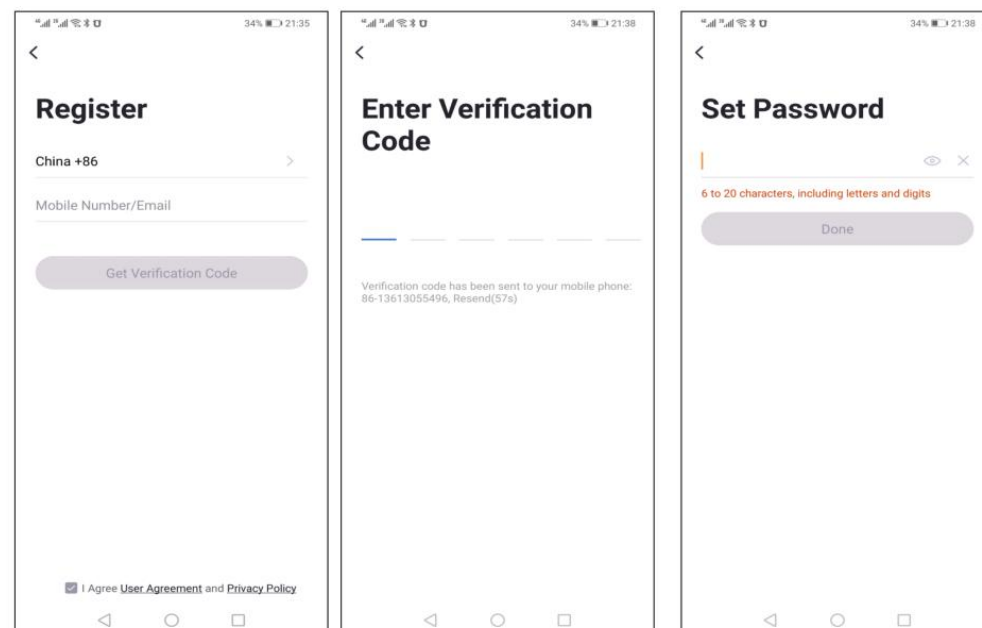 34% 21:35
Register
China +86
Mobile Number/Email
Get Verification Code
I Agree User Agreement and Privacy Policy
34% 21:38
Enter Verification
Code
Verification code has been sent to your mobile phone:
86-13613055496, Resend(57s)
34% 21:38
Set Password
6 to 20 characters, including letters and digits
Done